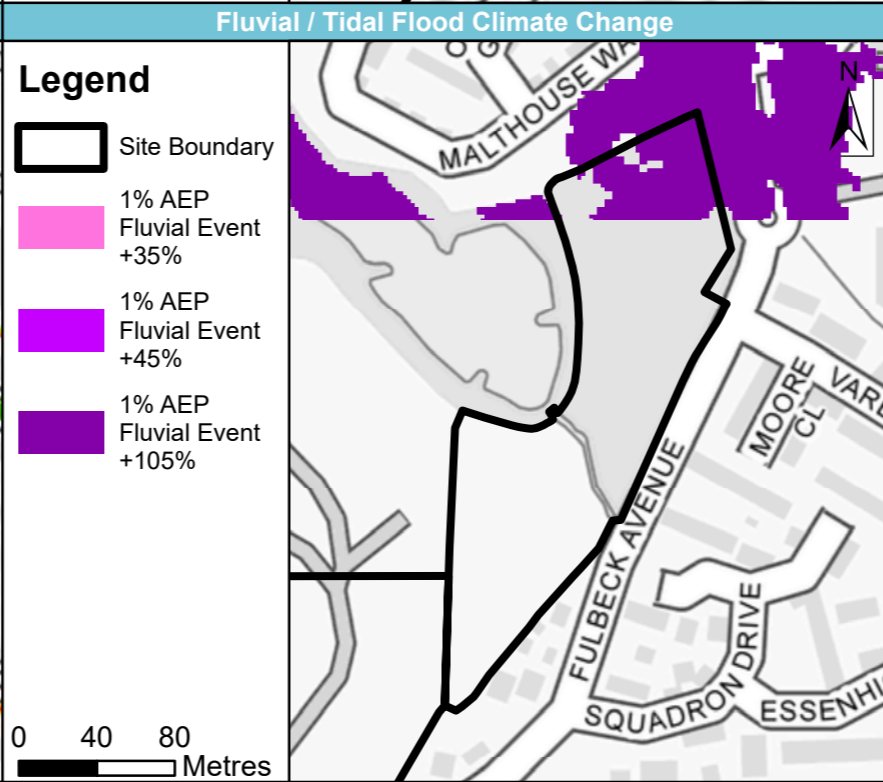 Fluvial / Tidal Flood Climate Change
Legend
Site Boundary
1% AEP
Fluvial Event
+35%
1% AEP
Fluvial Event
+45%
1% AEP
Fluvial Event
+105%
0 40 80
Metres
N
MALTHOUSE WA
MOORE
CL
VARL
FULBECK AVENUE
SQUADRON DRIVE
ESSENHI